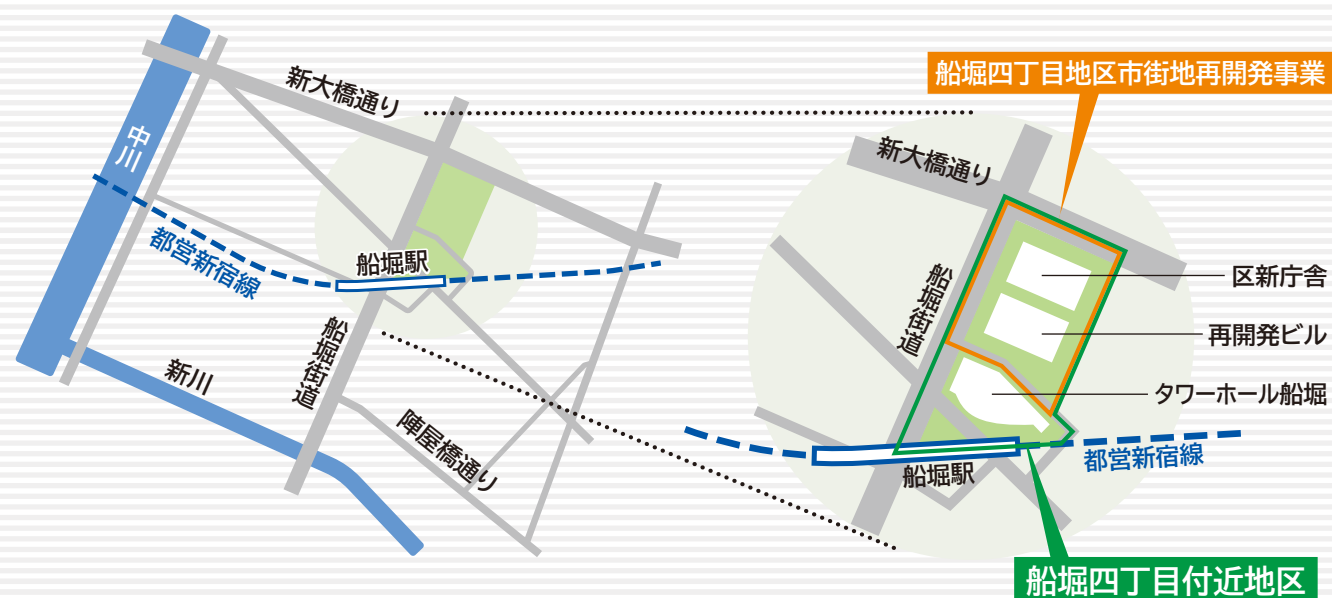 新大橋通り
中川
都営新宿線
船堀駅
船堀街道
新川
陣屋橋通り
船堀四丁目地区市街地再開発事業
新大橋通り
船堀街道
区新庁舎
再開発ビル
タワーホール船堀
都営新宿線
船堀駅
船堀四丁目付近地区